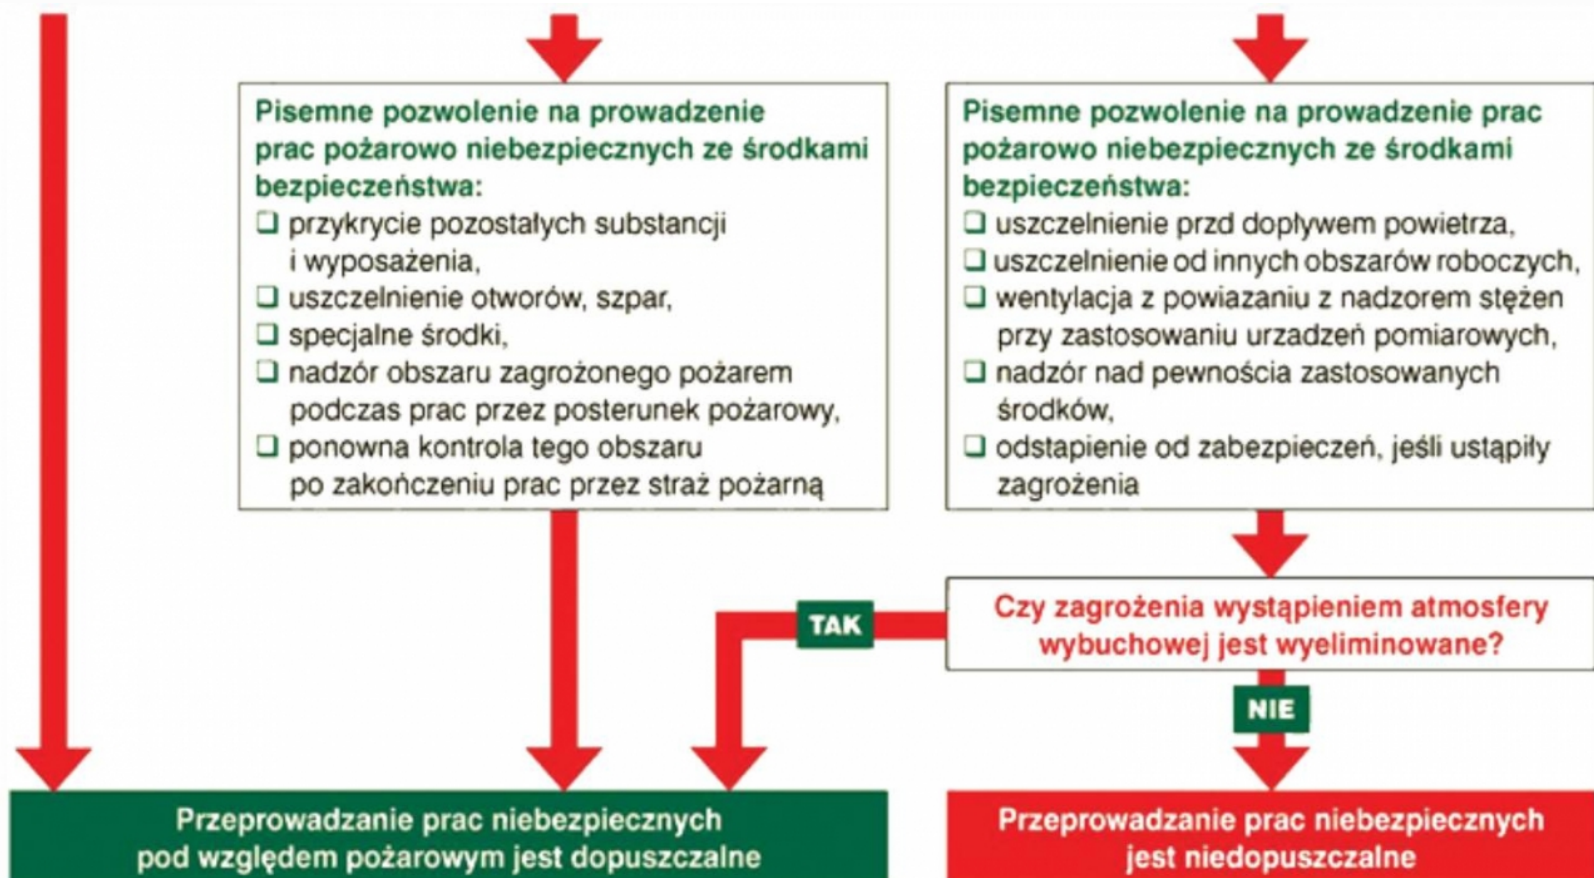 Pisemne pozwolenie na prowadzenie
prac pożarowo niebezpiecznych ze środkami
bezpieczeństwa:
❑ przykrycie pozostałych substancji
i wyposażenia,
❑ uszczelnienie otworów, szpar,
❑ specjalne środki,
❑ nadzór obszaru zagrożonego pożarem
podczas prac przez posterunek pożarowy,
❑ ponowna kontrola tego obszaru
po zakończeniu prac przez straż pożarną
Pisemne pozwolenie na prowadzenie prac
pożarowo niebezpiecznych ze środkami
bezpieczeństwa:
❑ uszczelnienie przd dopływem powietrza,
❑ uszczelnienie od innych obszarów roboczych,
❑ wentylacja z powiazaniu z nadzorem stężen
przy zastosowaniu urzadzeń pomiarowych,
❑ nadzór nad pewnościa zastosowanych
środków,
❑ odstapienie od zabezpieczeń, jeśli ustąpiły
zagrożenia
Czy zagrożenia wystąpieniem atmosfery
wybuchowej jest wyeliminowane?
TAK
NIE
Przeprowadzanie prac niebezpiecznych
pod względem pożarowym jest dopuszczalne
Przeprowadzanie prac niebezpiecznych
jest niedopuszczalne